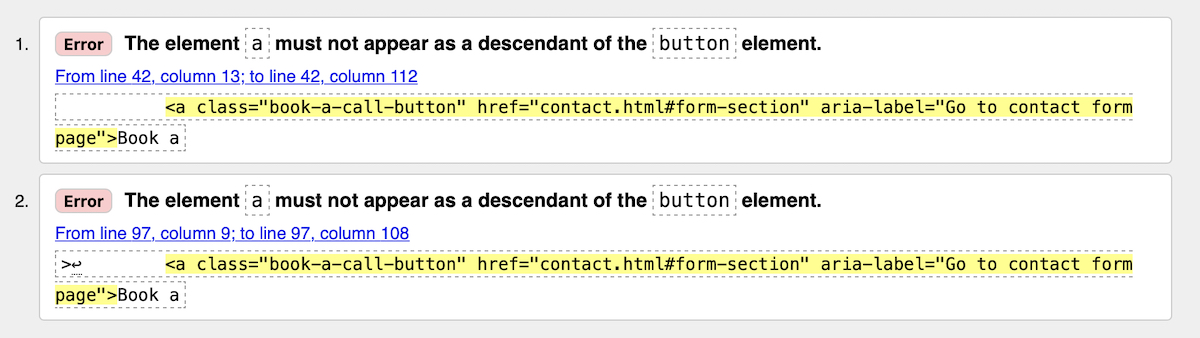 1. Error The element a must not appear as a descendant of the button element.
From line 42, column 13; to line 42, column 112
<a class="book-a-call-button" href="contact.html#form-section" aria-label="Go to contact form
page">Book a
2. Error The element a must not appear as a descendant of the button element.
From line 97, column 9; to line 97, column 108
>↩ <a class="book-a-call-button" href="contact.html#form-section" aria-label="Go to contact form
page">Book a